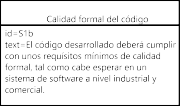 Calidad formal del código
id=S1b
text=El código desarrollado deberá cumplir
con unos requisitos mínimos de calidad
formal, tal como cabe esperar en un
sistema de software a nivel industrial y
comercial.